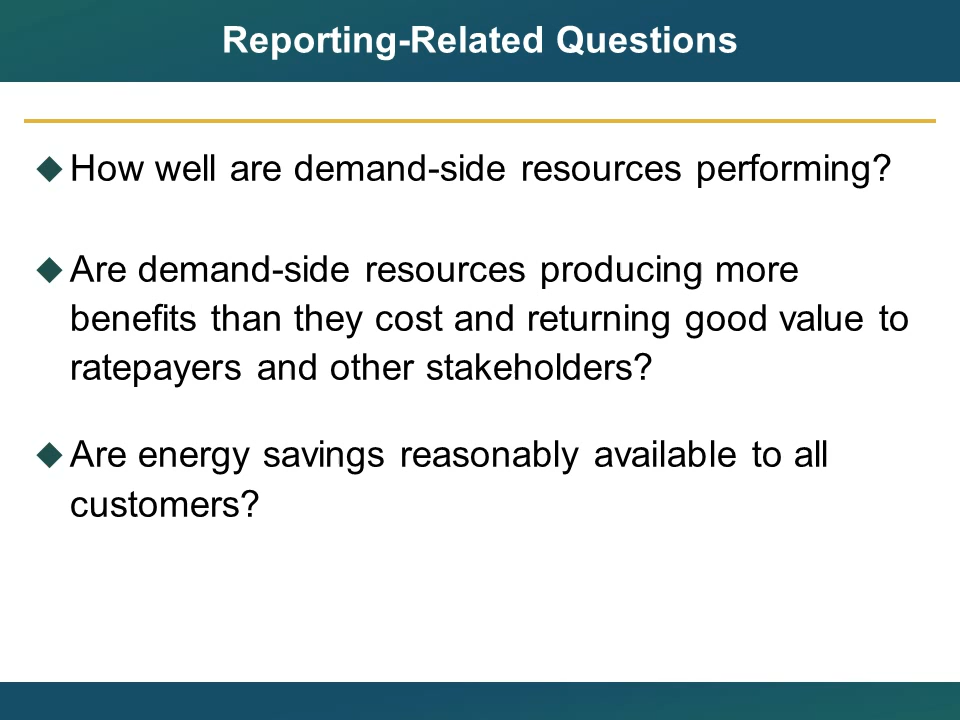 Reporting-Related Questions
How well are demand-side resources performing?
Are demand-side resources producing more
benefits than they cost and returning good value to
ratepayers and other stakeholders?
Are energy savings reasonably available to all
customers?